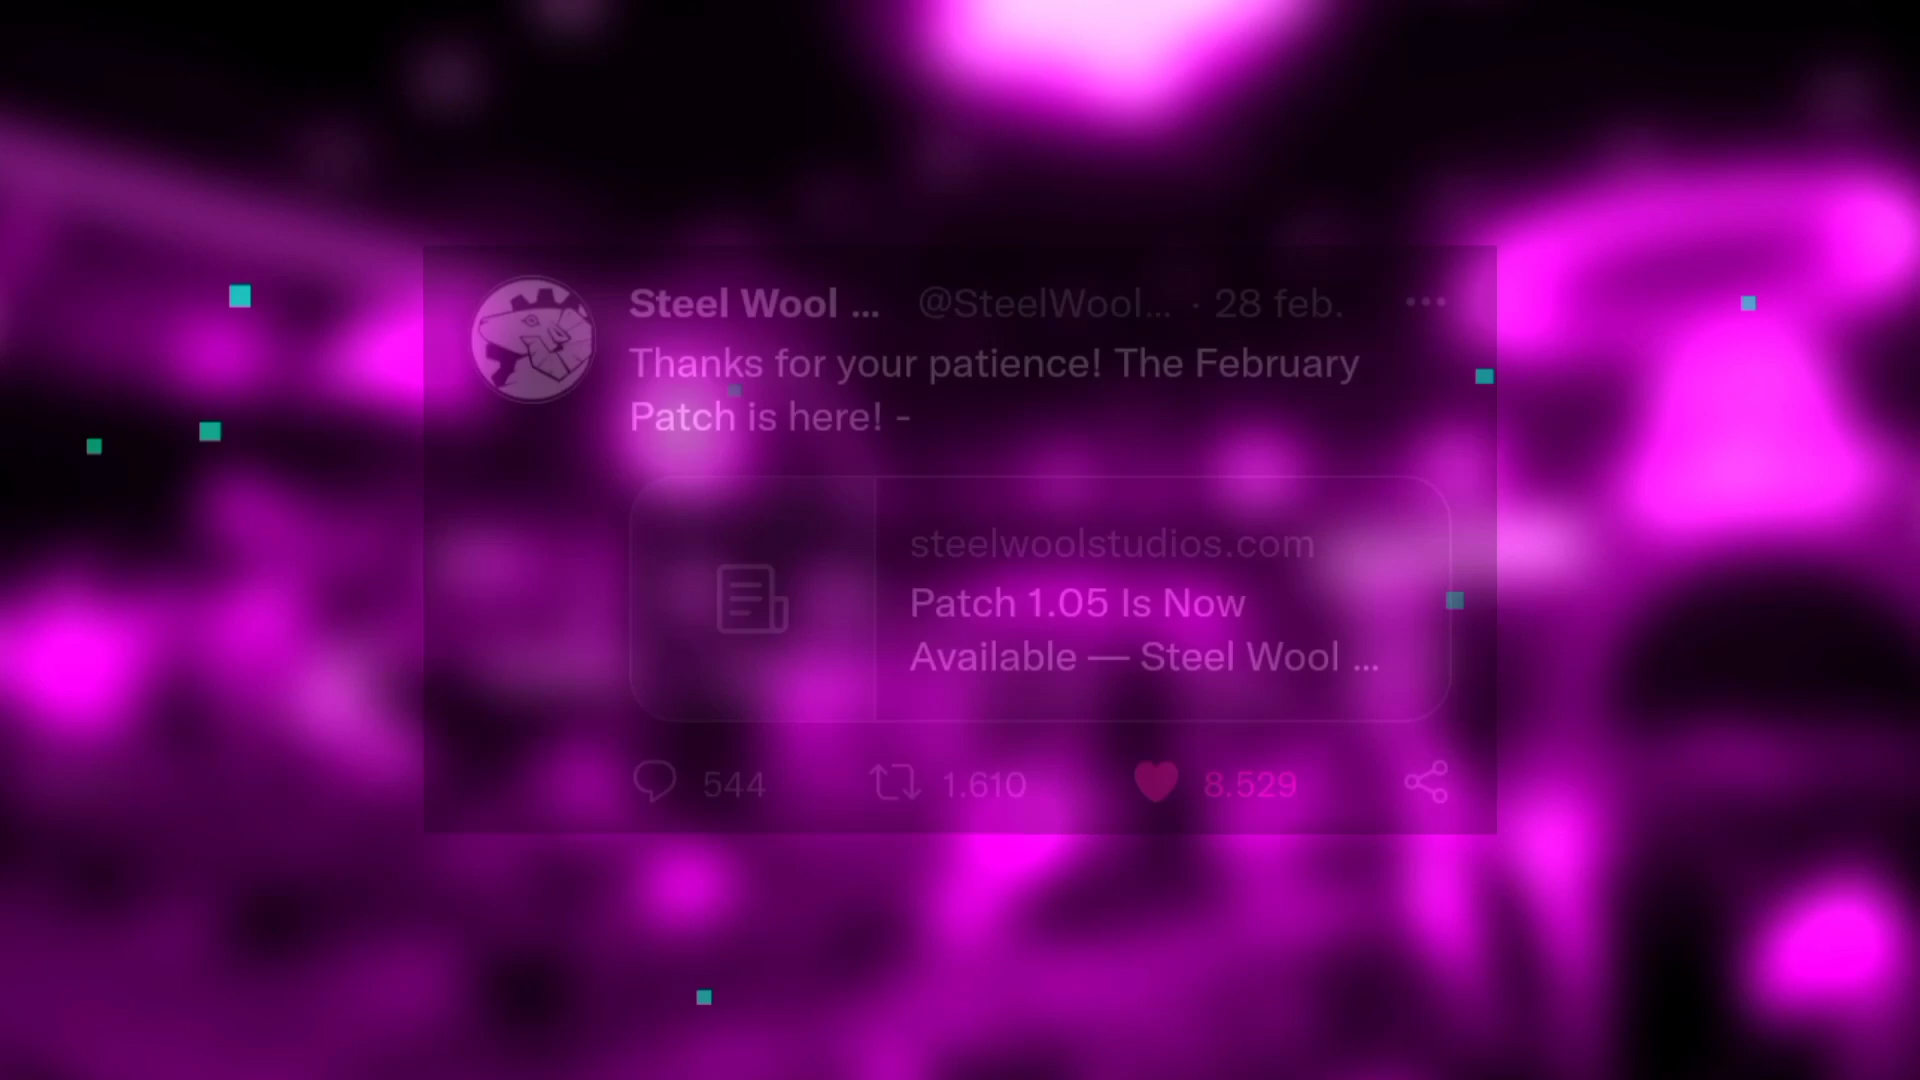 Steel Wool ... @SteelWool... · 28 feb.
Thanks for your patience! The February
Patch is here! -
steelwoolstudios.com
Patch 1.05 Is Now
Available — Steel Wool ...
544 1.610 8.529